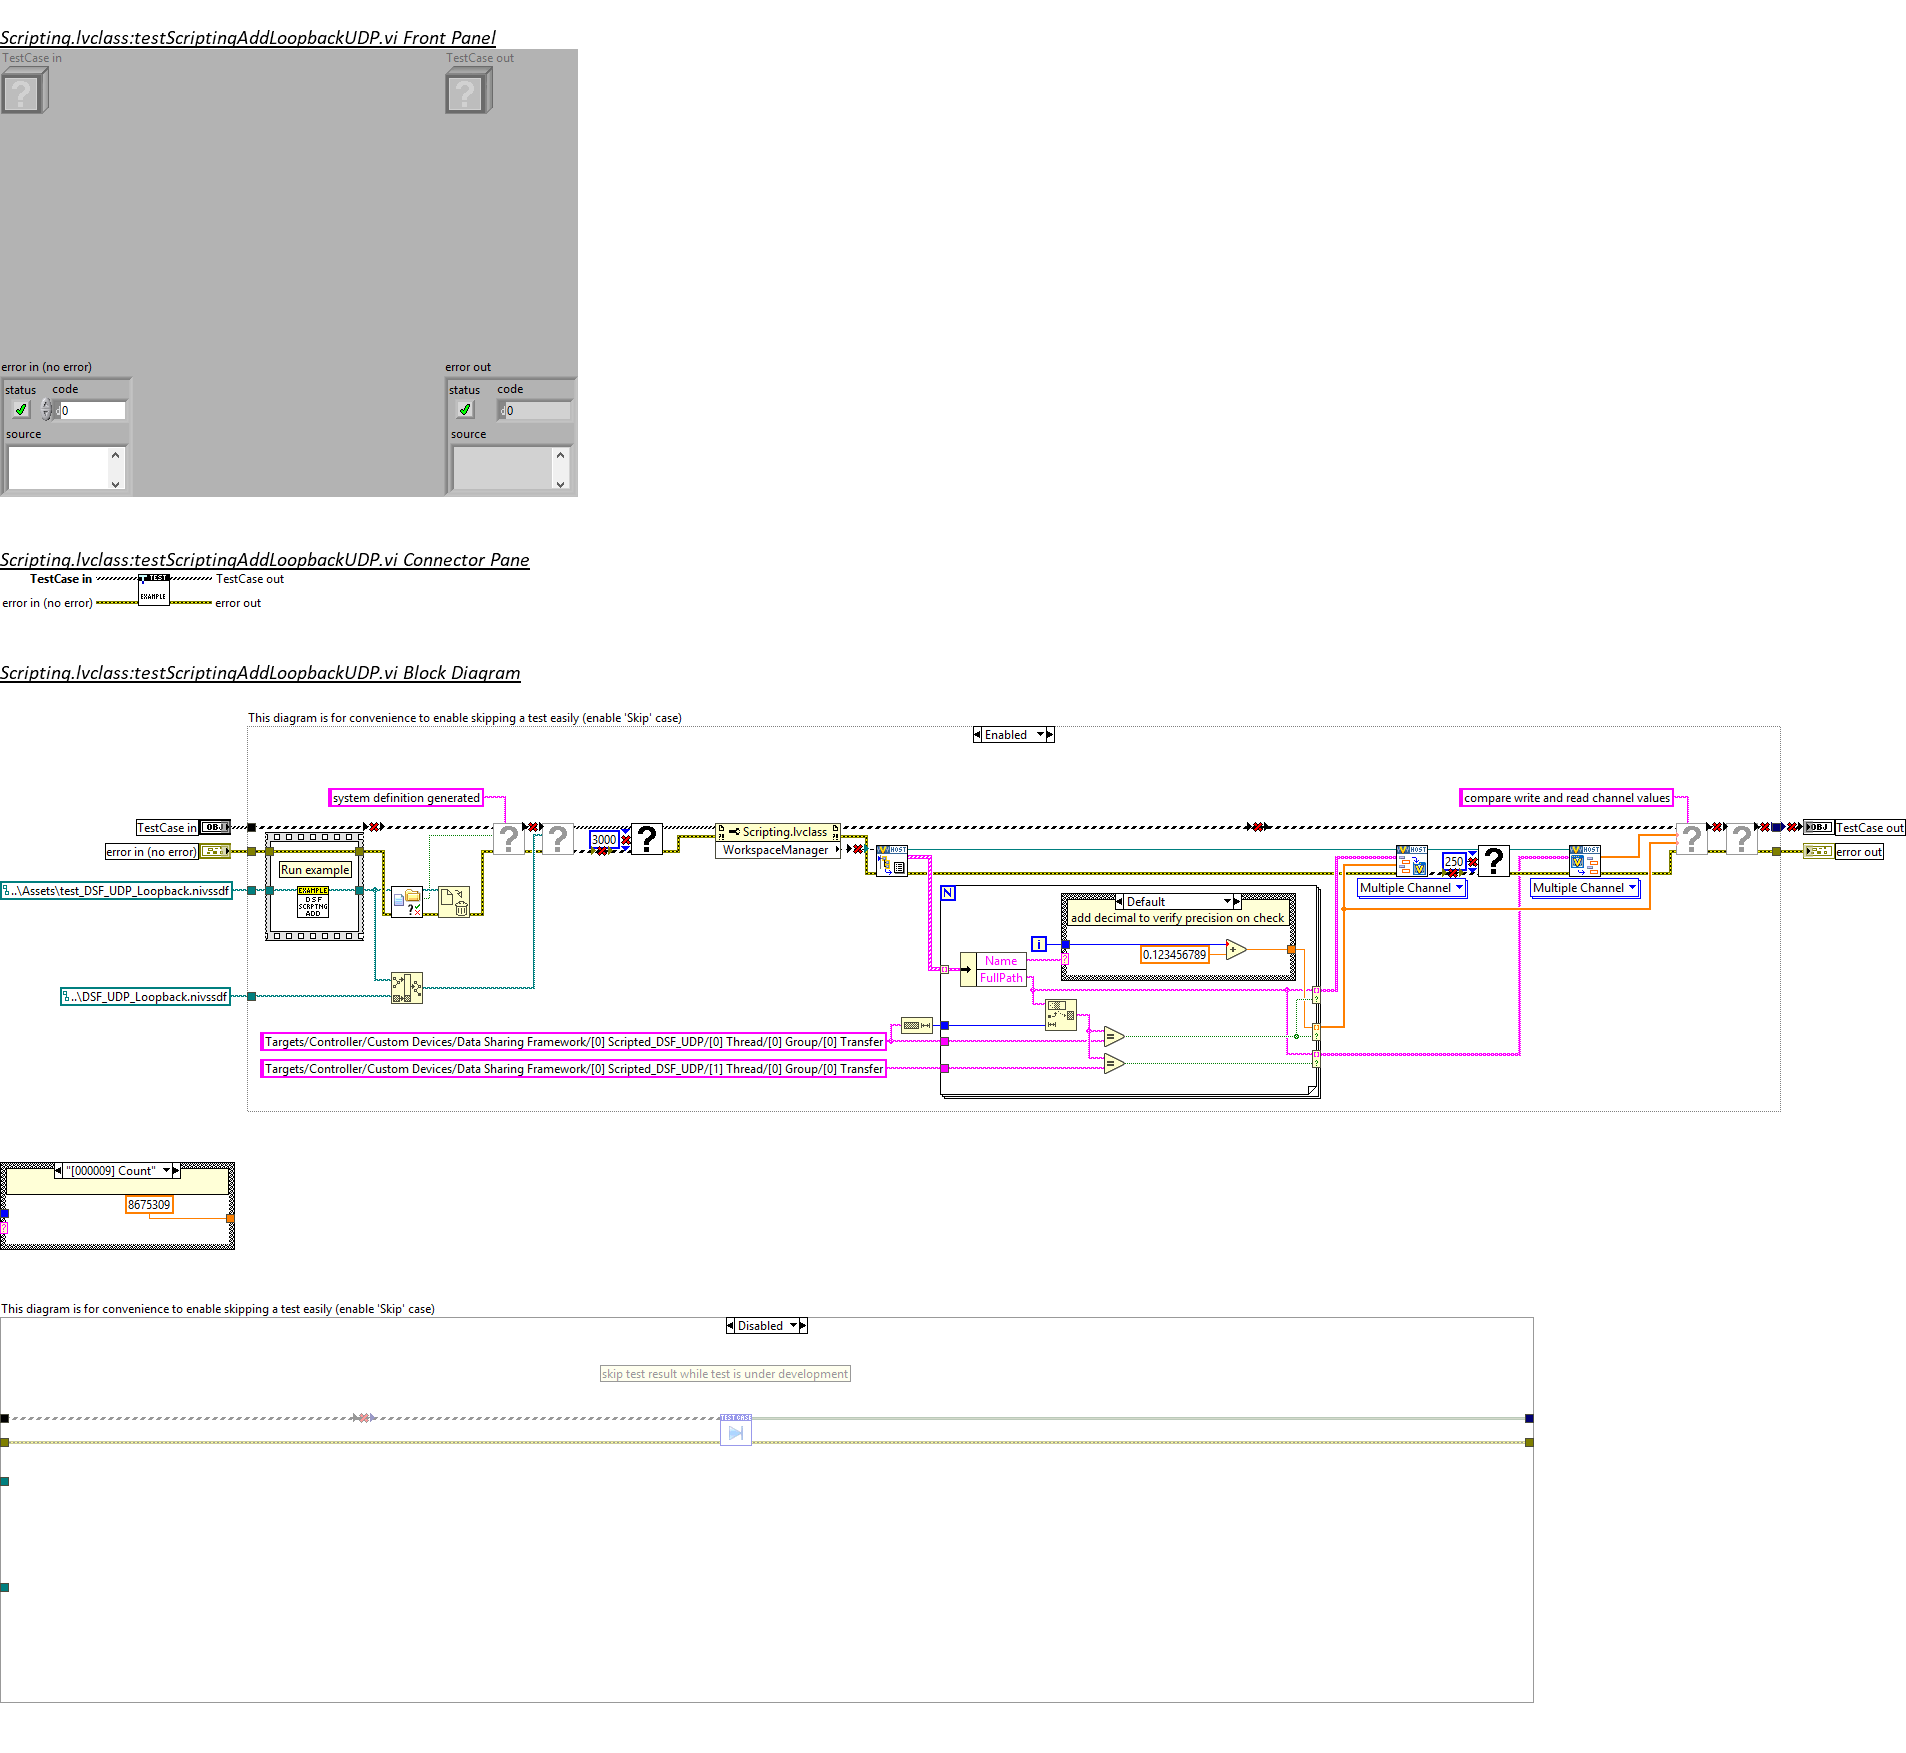 Scripting.lvclass:testScriptingAddLoopbackUDP.vi Front Panel
TestCase in
TestCase out
?
?
error in (no error)
error out
status
code
status
code
0
0
source
source
Scripting.lvclass:testScriptingAddLoopbackUDP.vi Connector Pane
TestCase in
TEST
TestCase out
error in (no error)
EXAMPLE
error out
Scripting.lvclass:testScriptingAddLoopbackUDP.vi Block Diagram
This diagram is for convenience to enable skipping a test easily (enable 'Skip' case)
Enabled
system definition generated
compare write and read channel values
TestCase in
OBJ
?
?
3000
?
Scripting.lvclass
WorkspaceManager
?
?
OBJ
TestCase out
error in (no error)
error out
Run example
HOST
HOST
250
?
HOST
..\Assets\test_DSF_UDP_Loopback.nivssdf
EXAMPLE
DSF
SCRPTNG
ADD
Multiple Channel
Multiple Channel
N
Default
add decimal to verify precision on check
i
0.123456789
Name
FullPath
..\DSF_UDP_Loopback.nivssdf
Targets/Controller/Custom Devices/Data Sharing Framework/[0] Scripted_DSF_UDP/[0] Thread/[0] Group/[0] Transfer
Targets/Controller/Custom Devices/Data Sharing Framework/[0] Scripted_DSF_UDP/[1] Thread/[0] Group/[0] Transfer
"[000009] Count"
8675309
This diagram is for convenience to enable skipping a test easily (enable 'Skip' case)
Disabled
skip test result while test is under development
TEST CASE